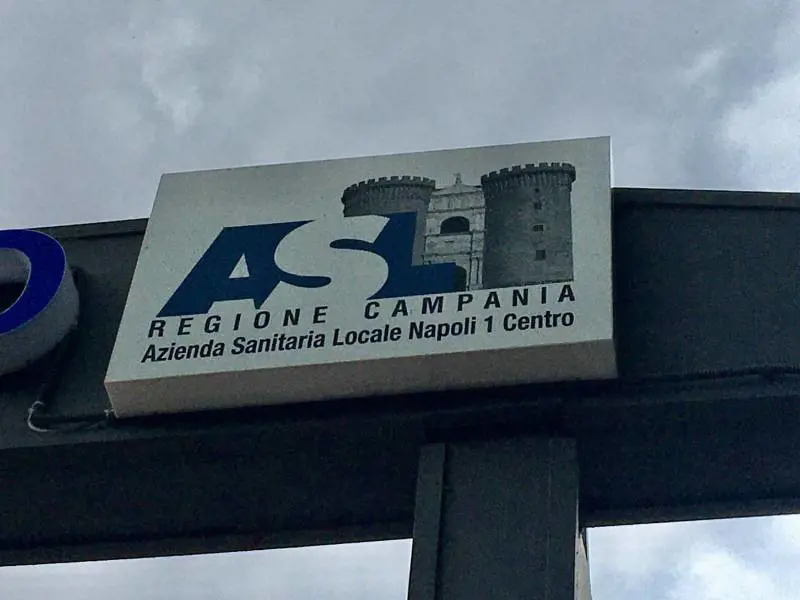 ASL
REGIONE CAMPANIA
Azienda Sanitaria Locale Napoli 1 Centro